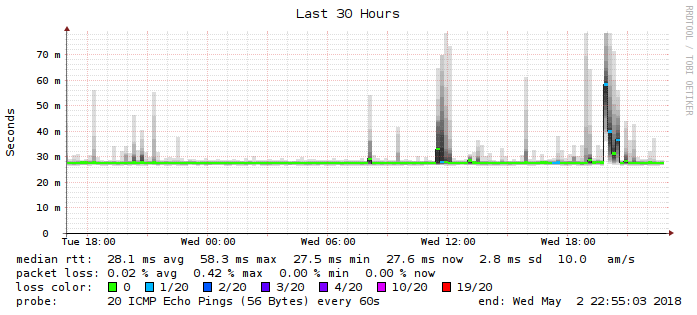 Last 30 Hours
RRDTOOL / TOBI OETIKER
Seconds
70 m
60 m
50 m
40 m
30 m
20 m
10 m
0
Tue 18:00 Wed 00:00 Wed 06:00 Wed 12:00 Wed 18:00
median rtt: 28.1 ms avg 58.3 ms max 27.5 ms min 27.6 ms now 2.8 ms sd 10.0 am/s
packet loss: 0.02 % avg 0.42 % max 0.00 % min 0.00 % now
loss color: 0 1/20 2/20 3/20 4/20 10/20 19/20
probe: 20 ICMP Echo Pings (56 Bytes) every 60s end: Wed May 2 22:55:03 2018